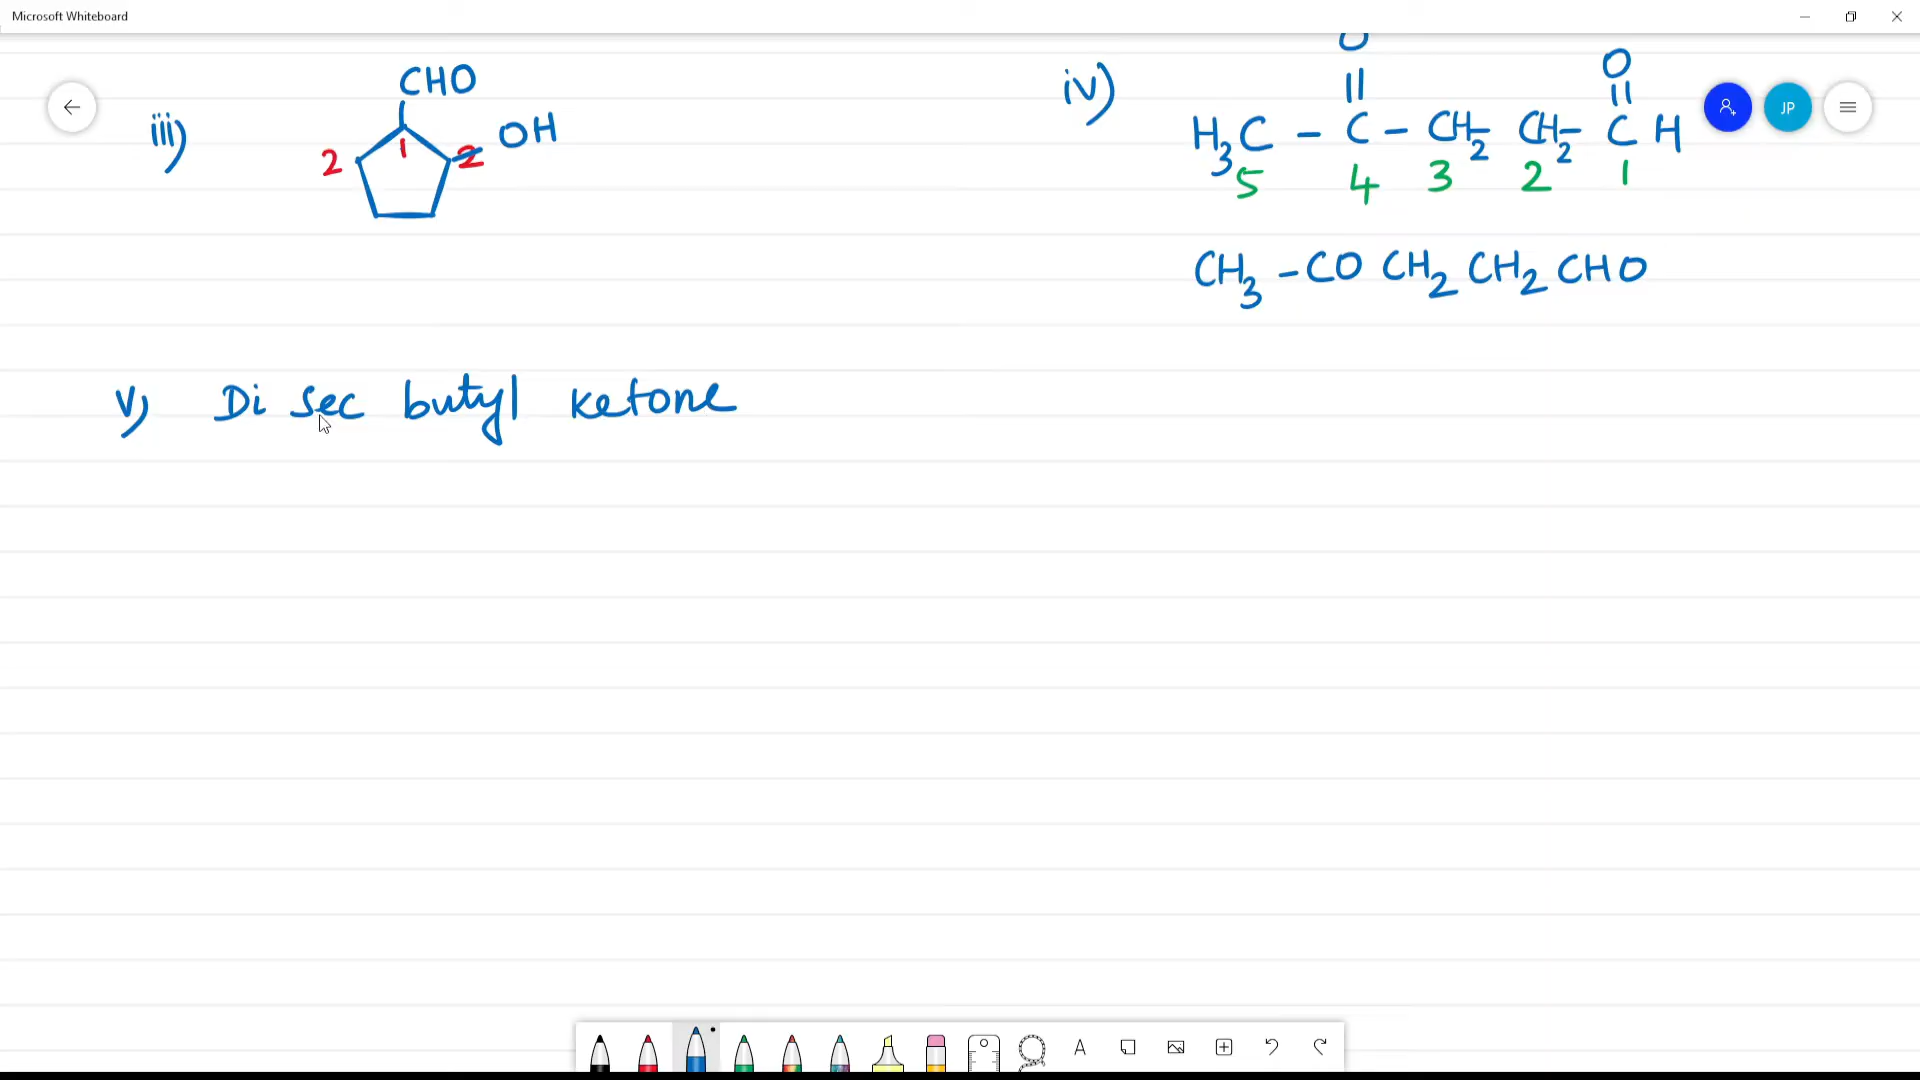 Microsoft Whiteboard
iii)
CHO
OH
2 1 2
iv)
O O
H3C - C - CH2 - CH2 - C H
5 4 3 2 1
CH3 - CO CH2 CH2 CHO
JP
v) Di sec butyl ketone
A